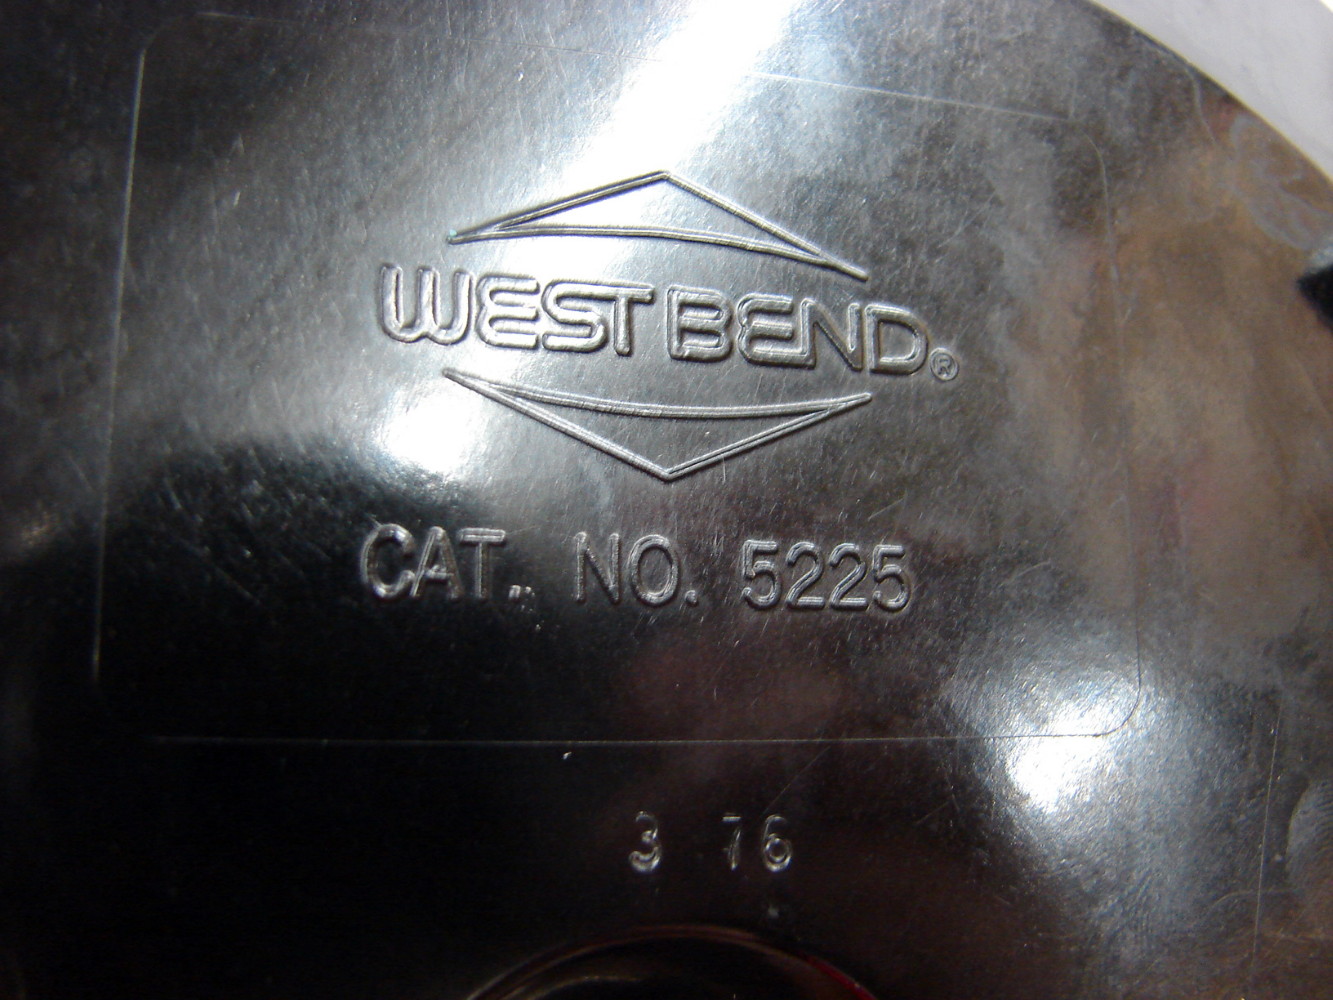 WEST BEND®
CAT. NO. 5225
3 76